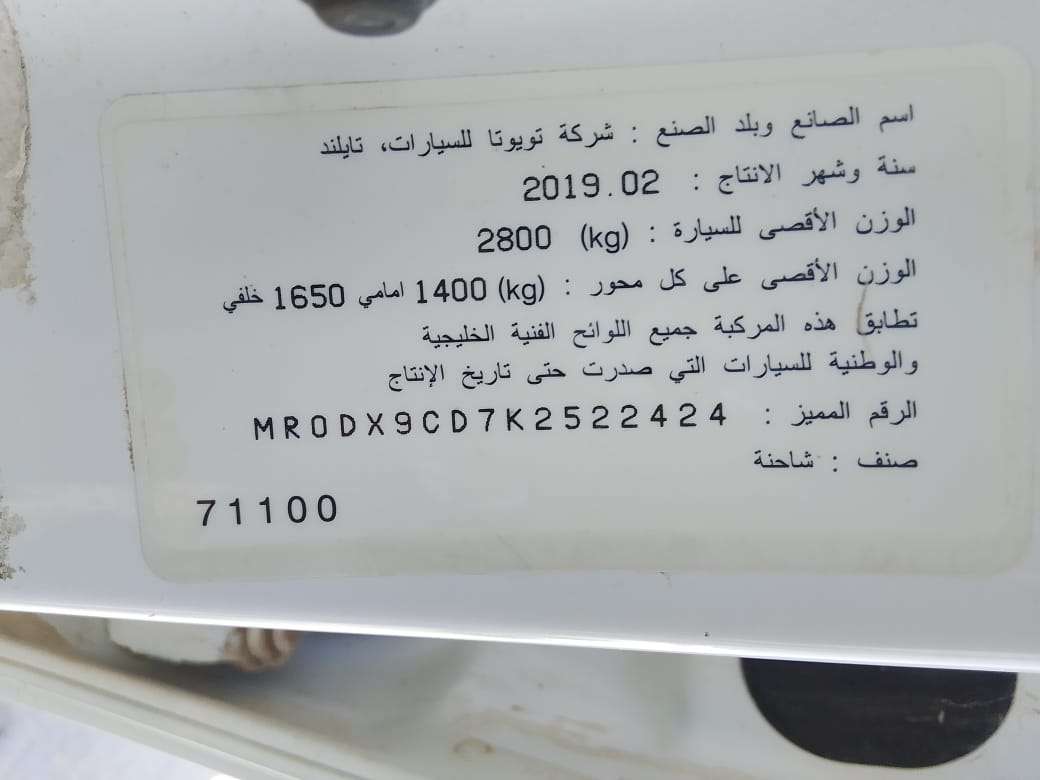 اسم الصانع وبلد الصنع : شركة تويوتا للسيارات، تايلند
سنة وشهر الانتاج : 2019.02
الوزن الأقصى للسيارة : (kg) 2800
الوزن الأقصى على كل محور : (kg) 1400 امامي 1650 خلفي
تطابق هذه المركبة جميع اللوائح الفنية الخليجية
والوطنية للسيارات التي صدرت حتى تاريخ الإنتاج
الرقم المميز : MR0DX9CD7K2522424
صنف : شاحنة
71100